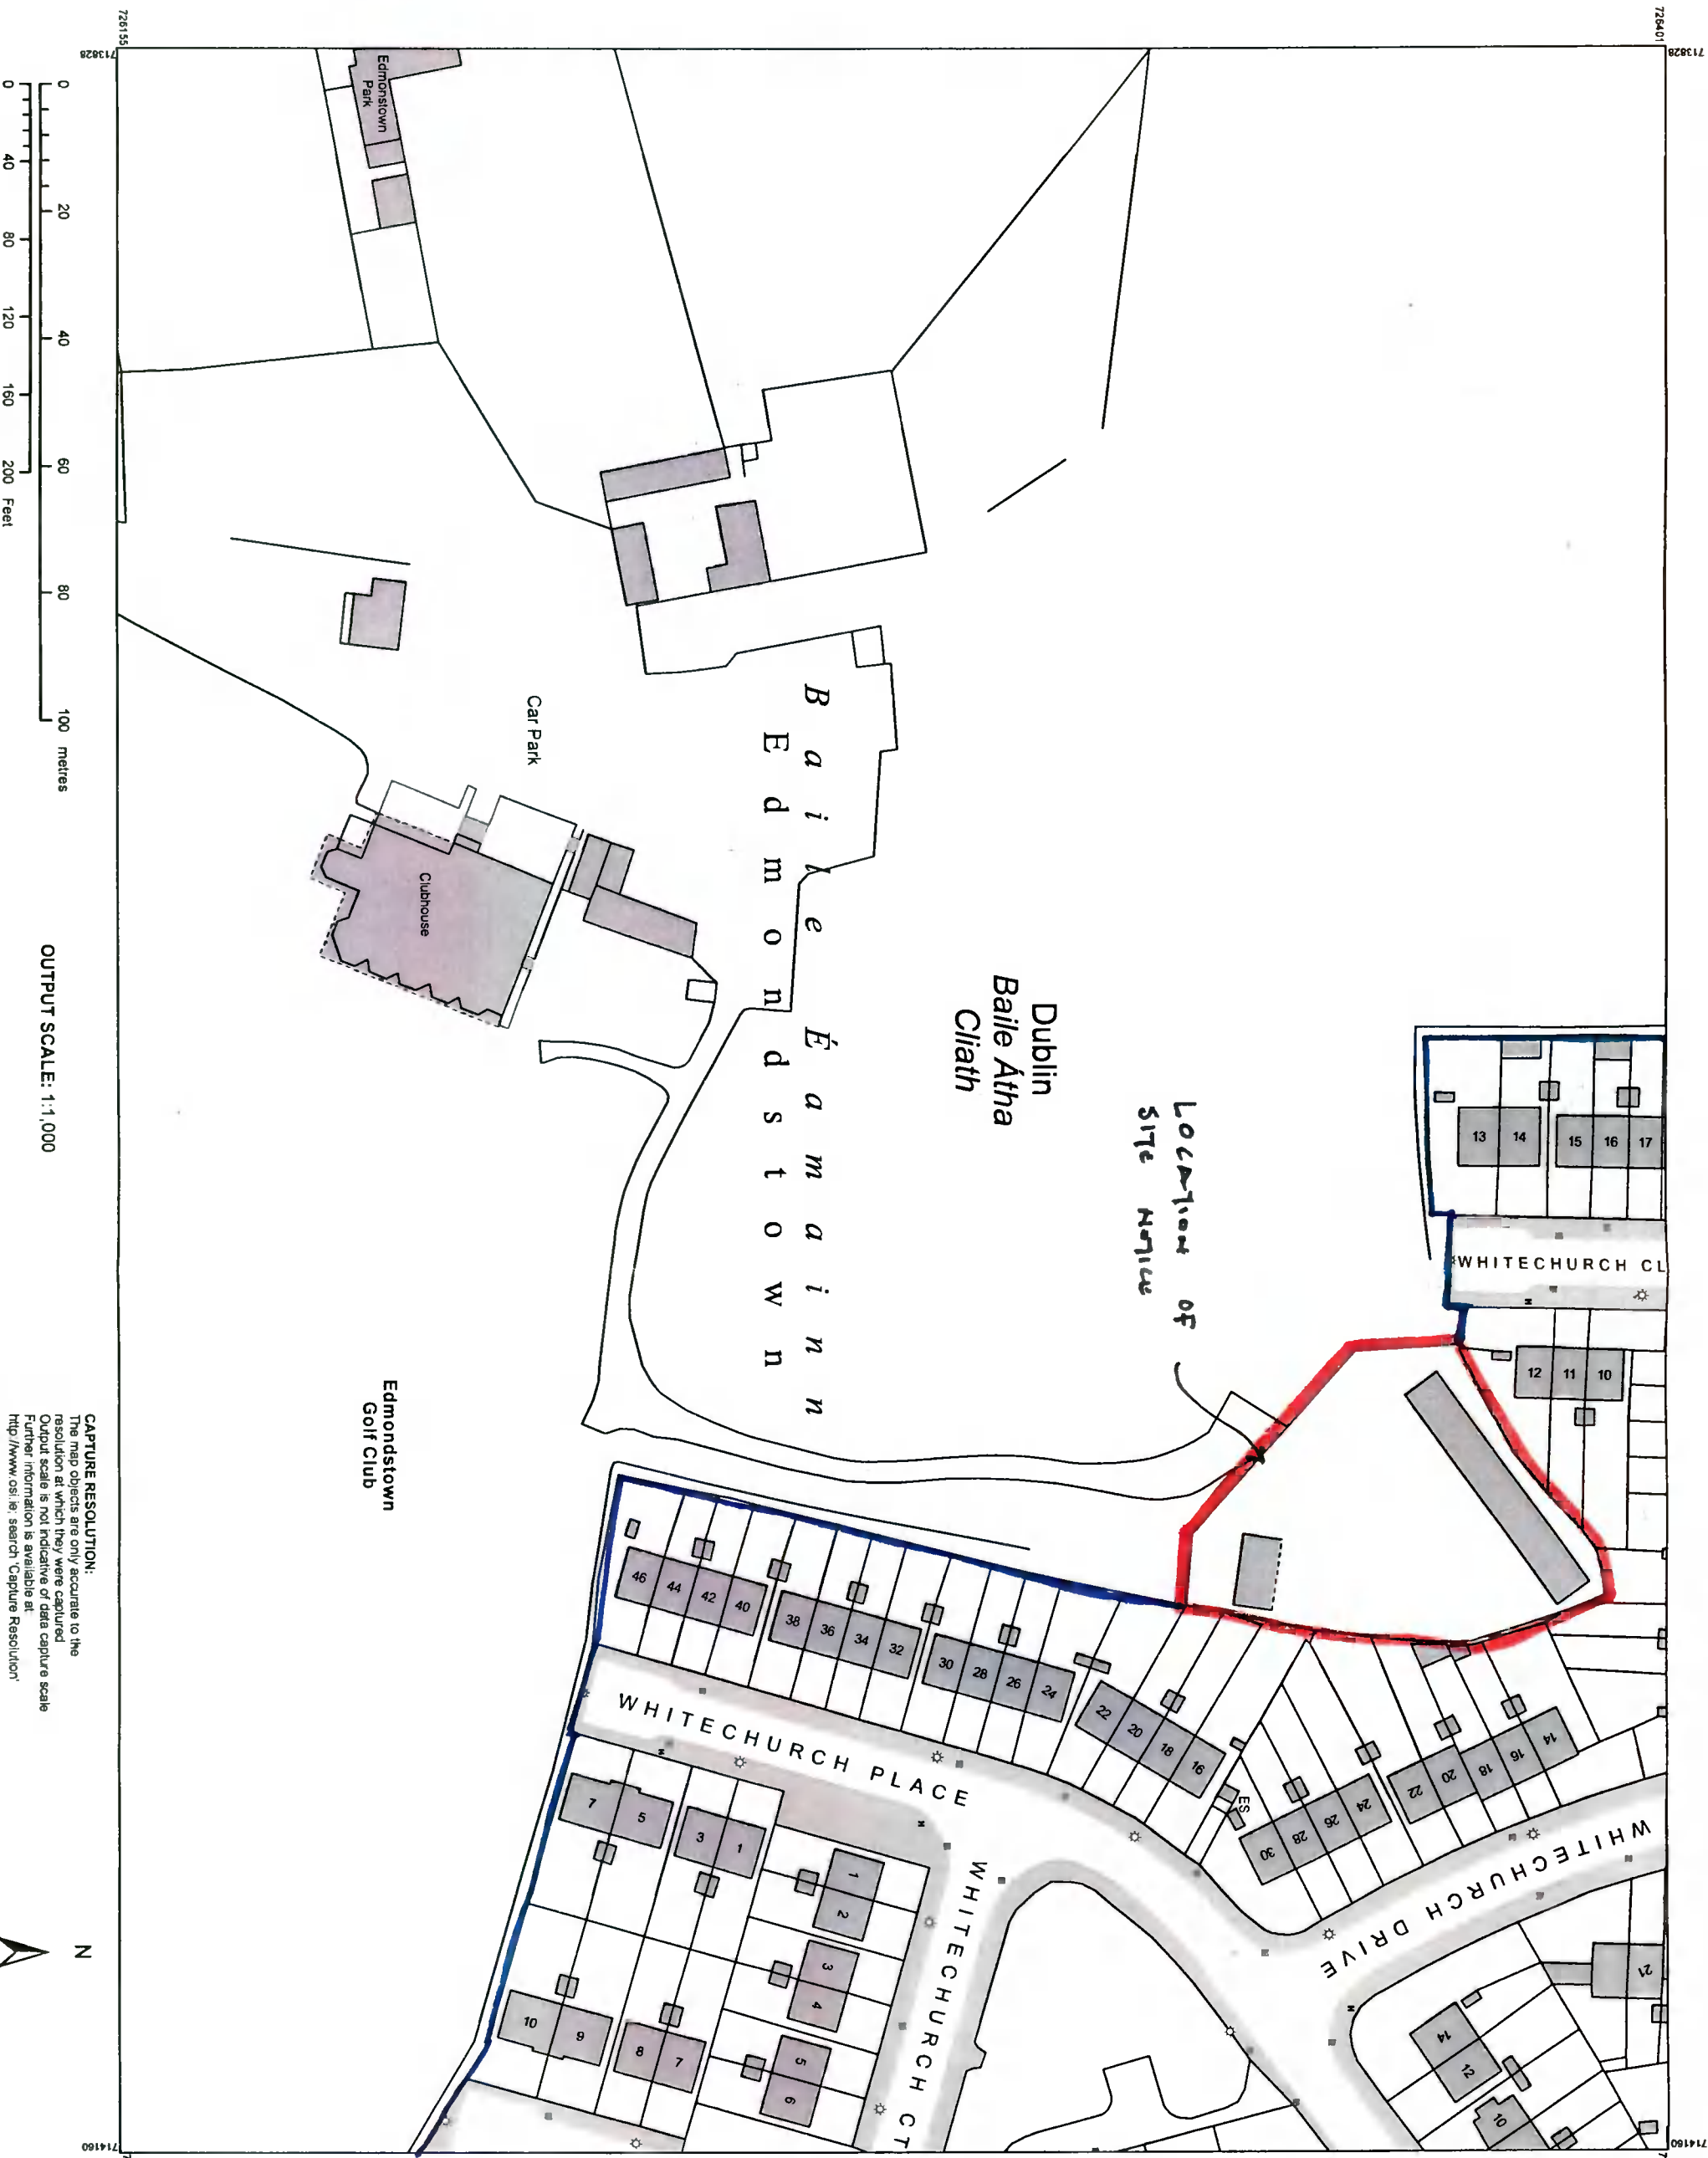 726155
713828
726401
713828
Edmonstown
Park
0 20 40 60 80 100 metres
0 40 80 120 160 200 Feet
OUTPUT SCALE: 1:1,000
Car Park
Clubhouse
Baile Éamainn
Edmondstown
Dublin
Baile Átha
Cliath
LOCATION OF
SITE NOTICE
13 14 15 16 17
WHITECHURCH CL
12 11 10
Edmondstown
Golf Club
46 44 42 40
38 36 34 32
30 28 26 24
22 20 18 16
ES
30 28 26 24
22 20 18 16 14
WHITECHURCH PLACE
WHITECHURCH DRIVE
WHITECHURCH CT
7 5
3 1
1 2
3 4
5 6
10 9
8 7
21
14 12
10
CAPTURE RESOLUTION:
The map objects are only accurate to the
resolution at which they were captured
Output scale is not indicative of data capture scale
Further information is available at
http://www.osi.ie; search 'Capture Resolution'
N
714160
714160